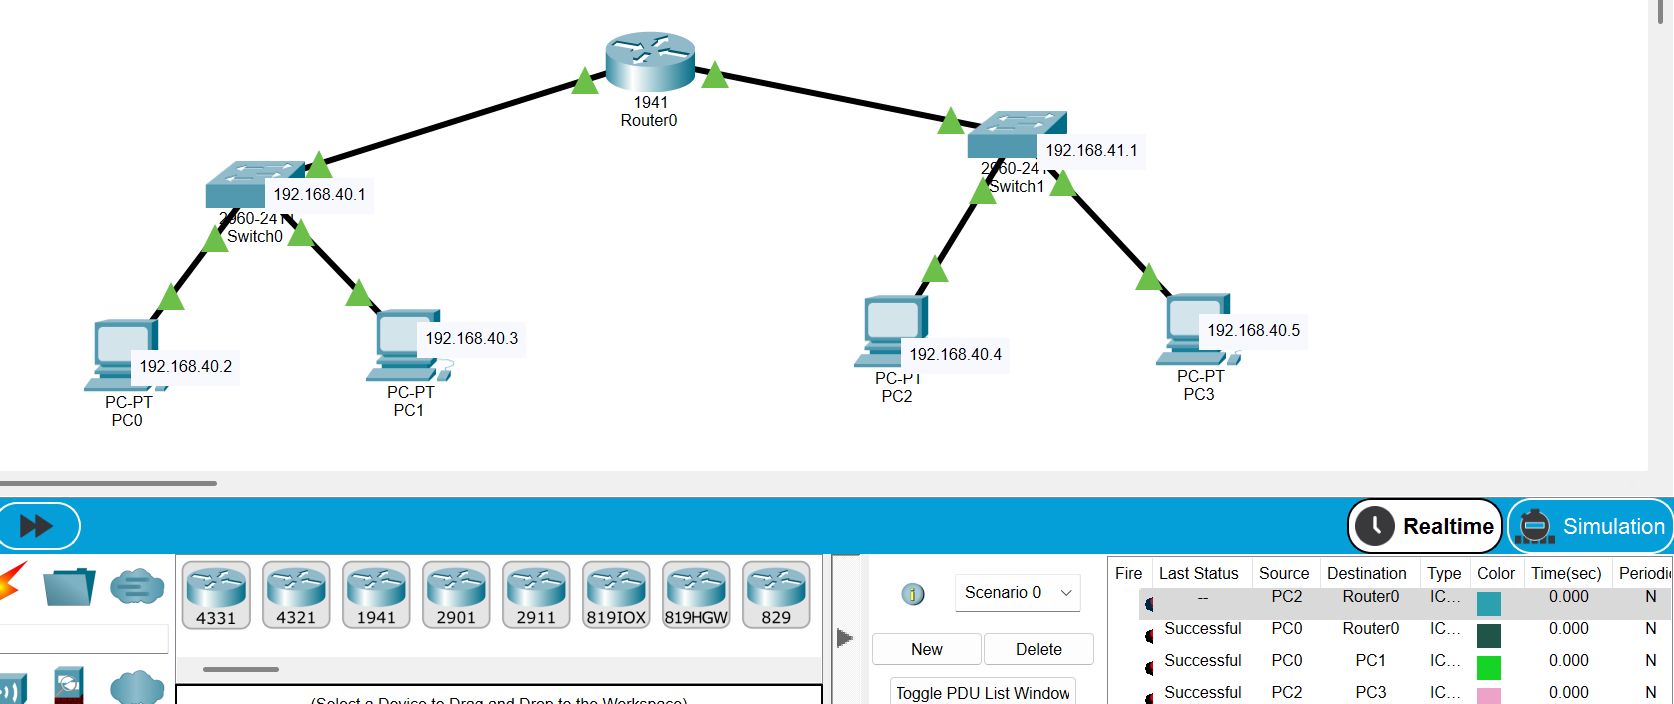 1941
Router0
192.168.41.1
Switch1
192.168.40.1
Switch0
192.168.40.2
PC-PT
PC0
192.168.40.3
PC-PT
PC1
192.168.40.4
PC-PT
PC2
192.168.40.5
PC-PT
PC3
Realtime
Simulation
4331
4321
1941
2901
2911
819IOX
819HGW
829
(Select a Device to Drag and Drop to the Workspace)
Scenario 0
New
Delete
Toggle PDU List Window
Fire Last Status Source Destination Type Color Time(sec) Periodic
-- PC2 Router0 IC... 0.000 N
Successful PC0 Router0 IC... 0.000 N
Successful PC0 PC1 IC... 0.000 N
Successful PC2 PC3 IC... 0.000 N